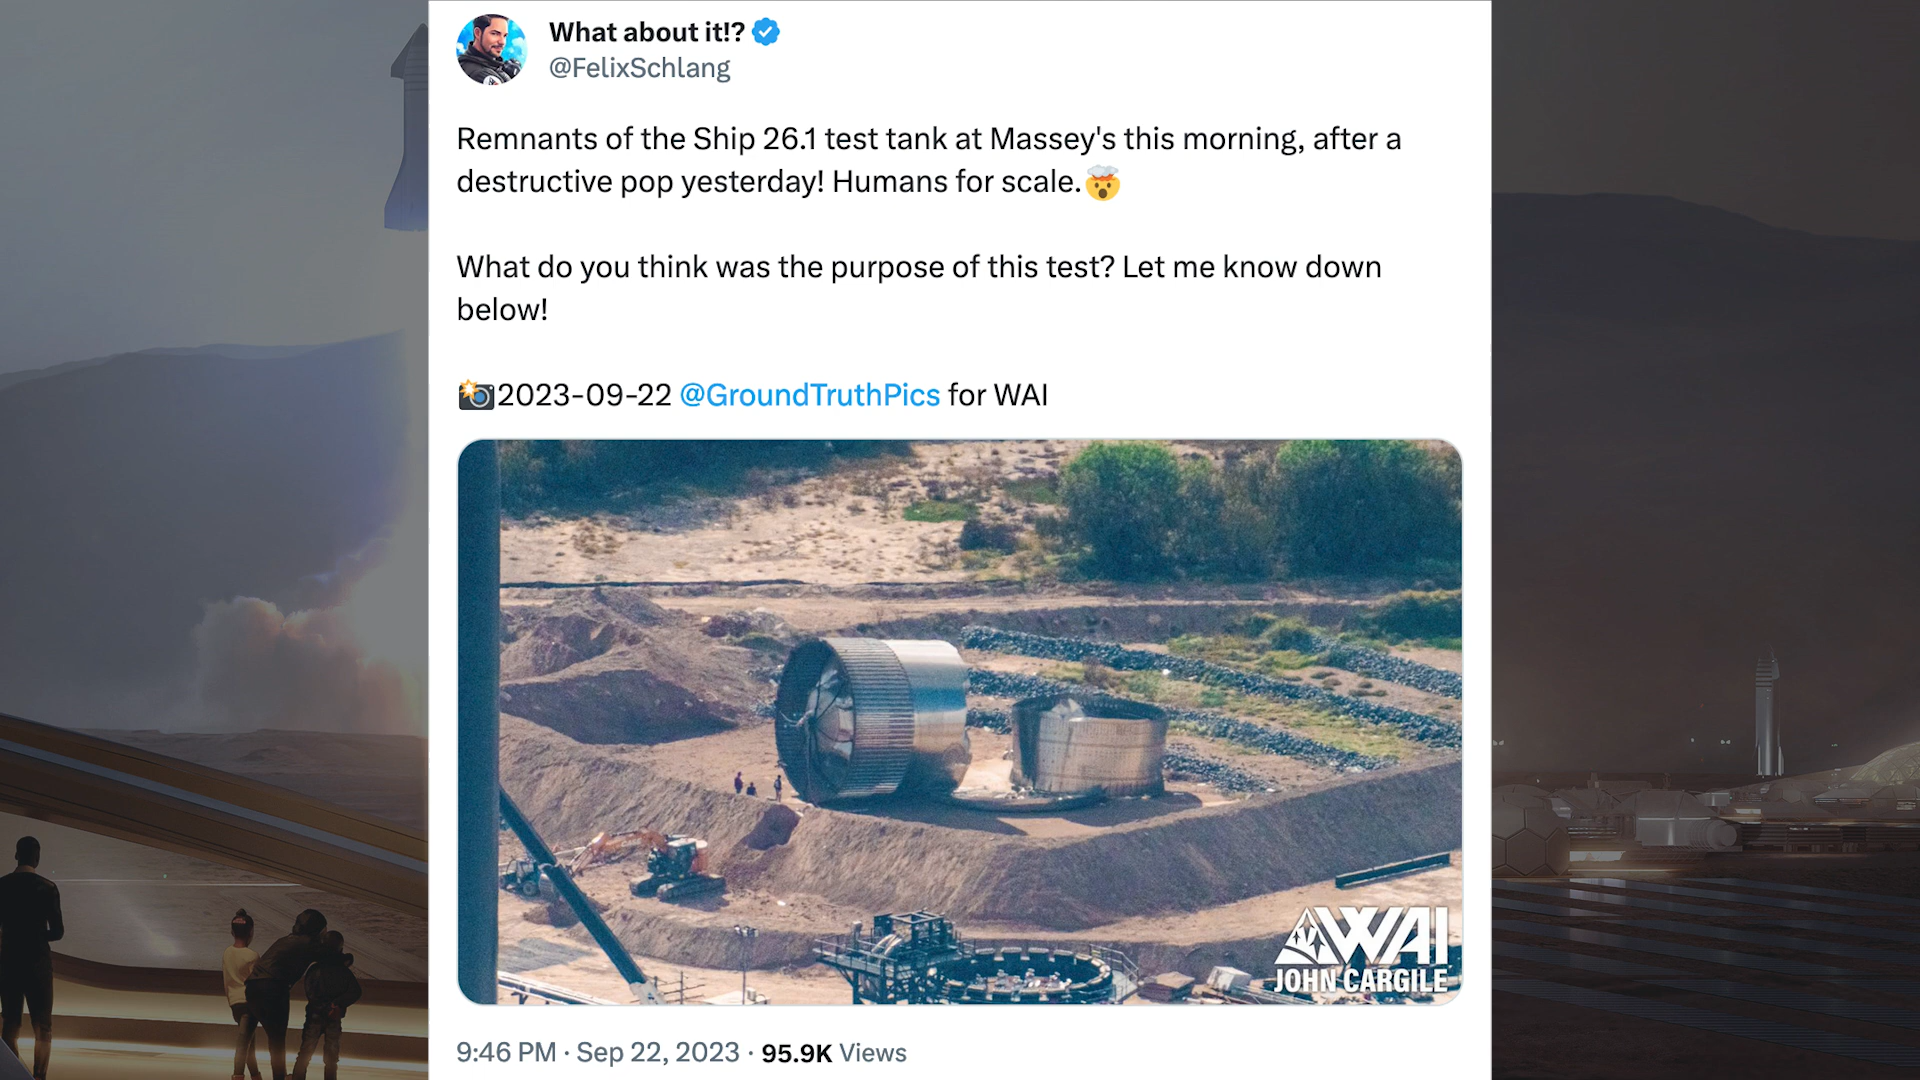 What about it!?
@FelixSchlang
Remnants of the Ship 26.1 test tank at Massey's this morning, after a
destructive pop yesterday! Humans for scale.🤯
What do you think was the purpose of this test? Let me know down
below!
📸2023-09-22 @GroundTruthPics for WAI
WAI
JOHN CARGILE
9:46 PM · Sep 22, 2023 · 95.9K Views